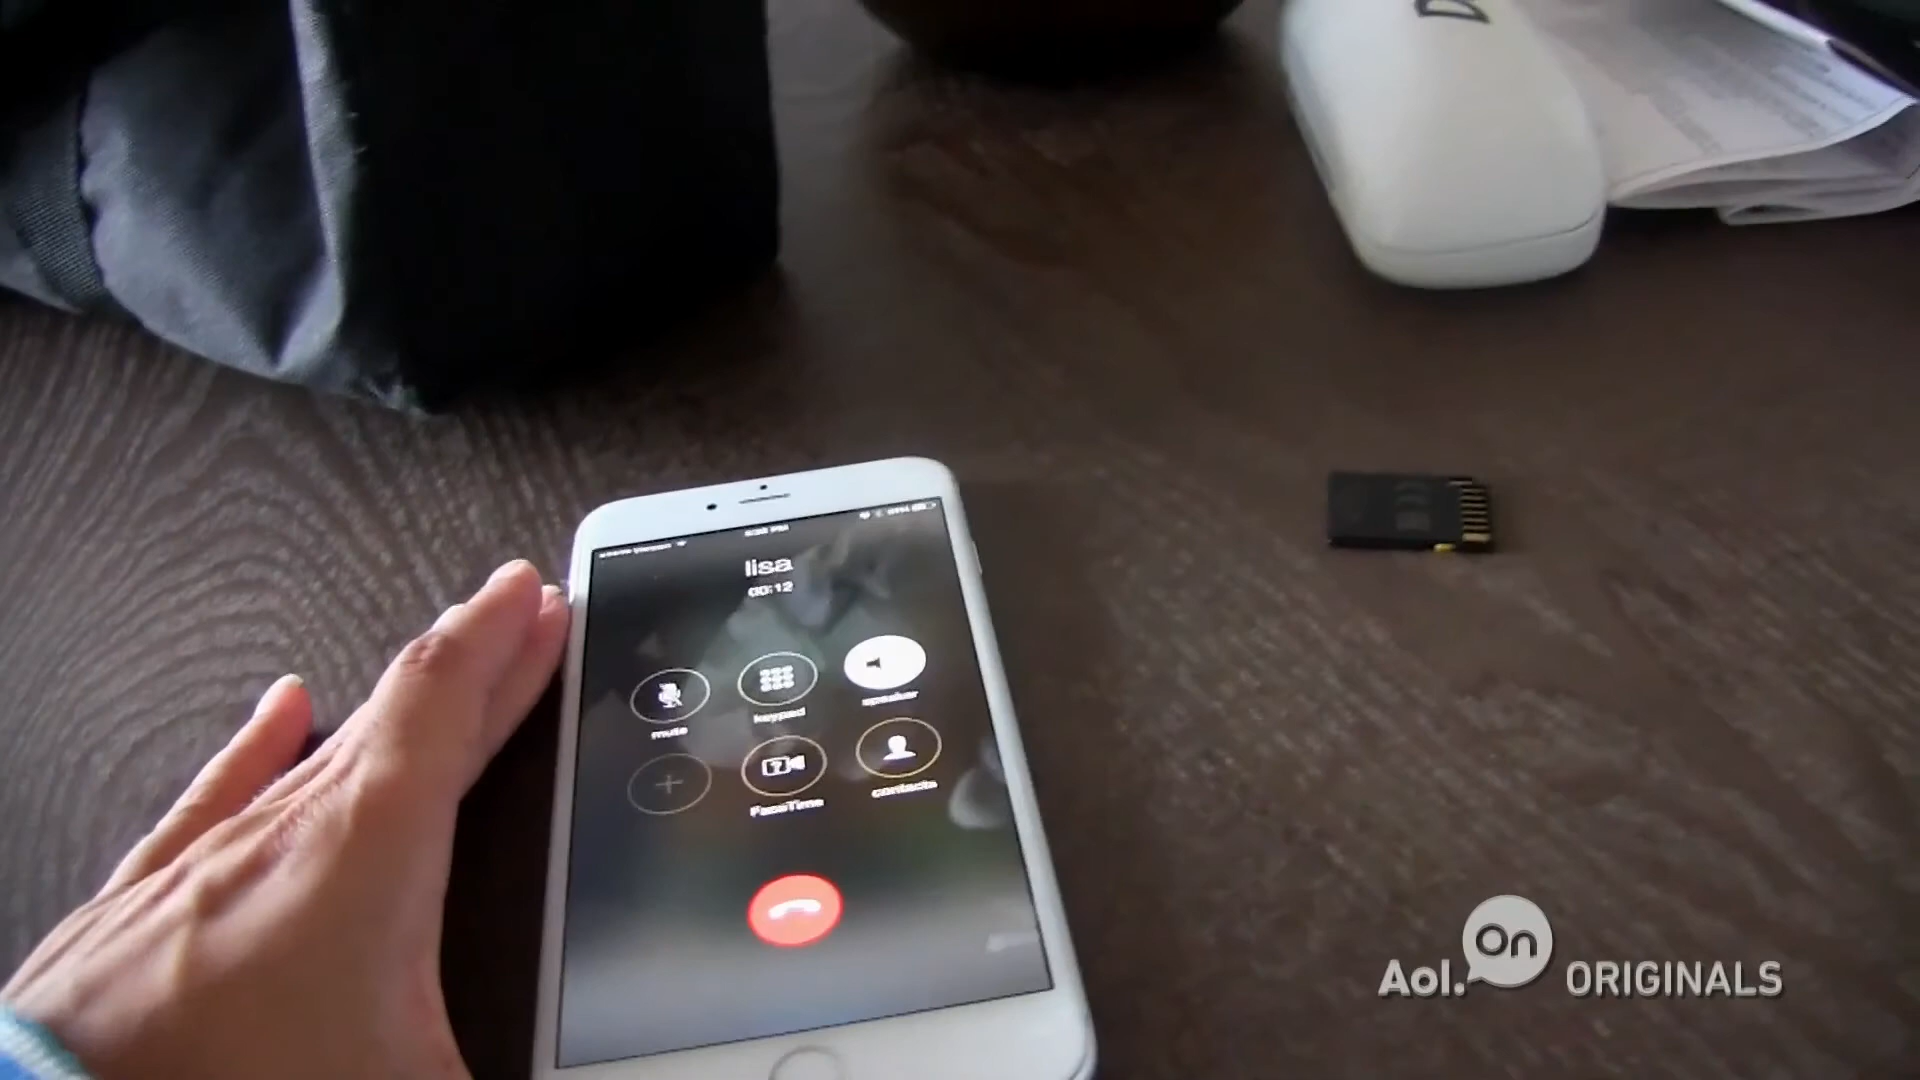 lisa
00:12
mute
keypad
speaker
FaceTime
contacts
Aol. On ORIGINALS